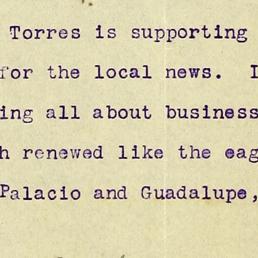 Torres is supporting
for the local news. I
ing all about business
h renewed like the eag
Palacio and Guadalupe,